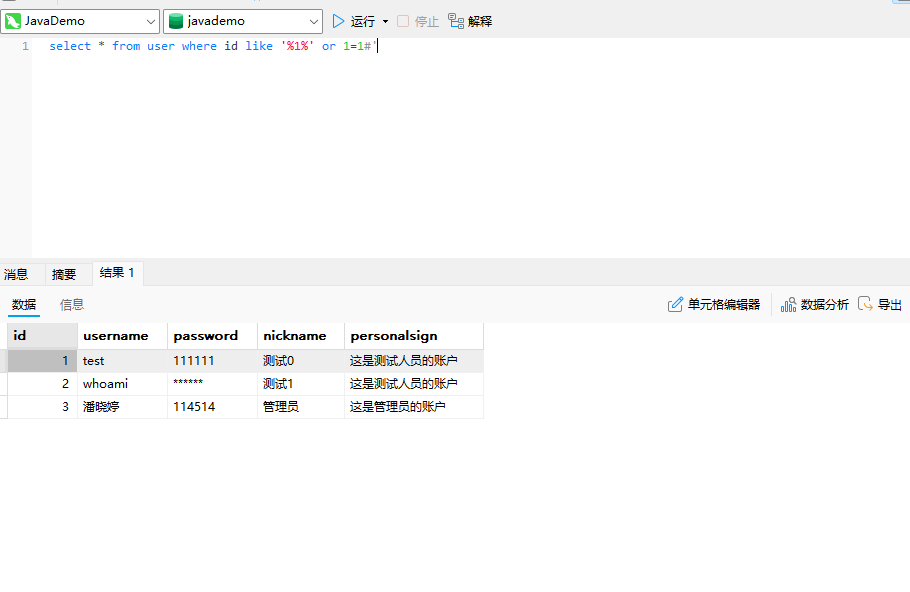 JavaDemo javademo 运行 停止 解释
1 select * from user where id like '%1%' or 1=1#'
消息 摘要 结果 1
数据 信息 单元格编辑器 数据分析 导出
id username password nickname personalsign
1 test 111111 测试0 这是测试人员的账户
2 whoami ****** 测试1 这是测试人员的账户
3 潘晓婷 114514 管理员 这是管理员的账户